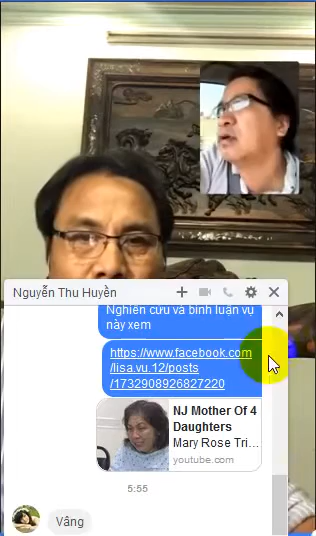 Nguyễn Thu Huyền
Nghiên cứu và bình luận vụ
này xem
https://www.facebook.com
/lisa.vu.12/posts
/1732908926827220
NJ Mother Of 4
Daughters
Mary Rose Tri...
youtube.com
5:55
Vâng